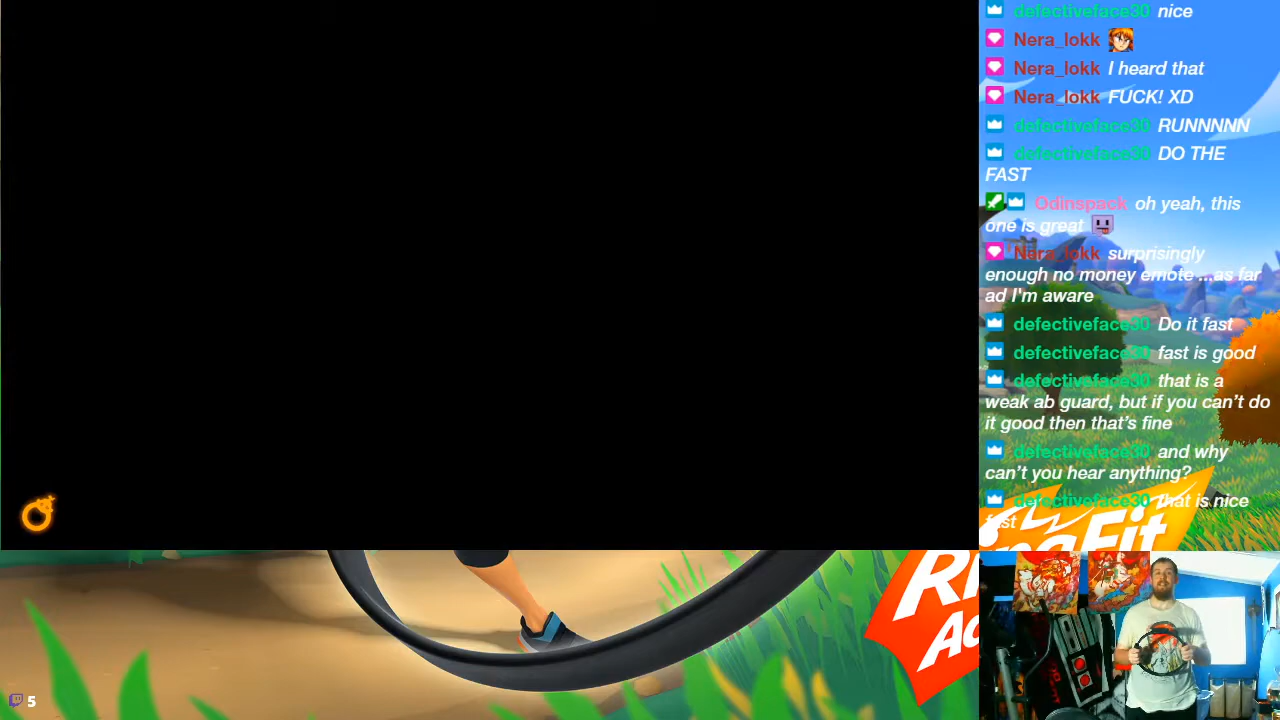 defectiveface30 nice
Nera_lokk
Nera_lokk I heard that
Nera_lokk FUCK! XD
defectiveface30 RUNNNNN
defectiveface30 DO THE
FAST
Odinspack oh yeah, this
one is great
Nera_lokk surprisingly
enough no money emote ...as far
ad I'm aware
defectiveface30 Do it fast
defectiveface30 fast is good
defectiveface30 that is a
weak ab guard, but if you can't do
it good then that's fine
defectiveface30 and why
can't you hear anything?
defectiveface30 that is nice
fast
Fit
Ri
5